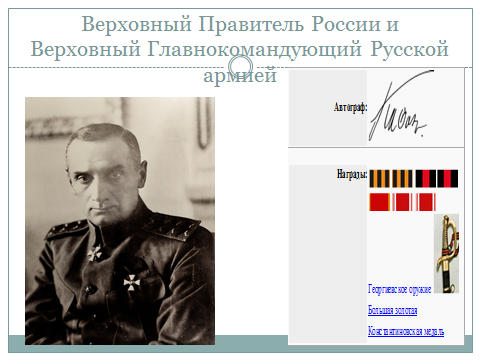 Верховный Правитель России и
Верховный Главнокомандующий Русской
армией
Автограф:
Награды:
Георгиевское оружие
Большая золотая
Константиновская медаль